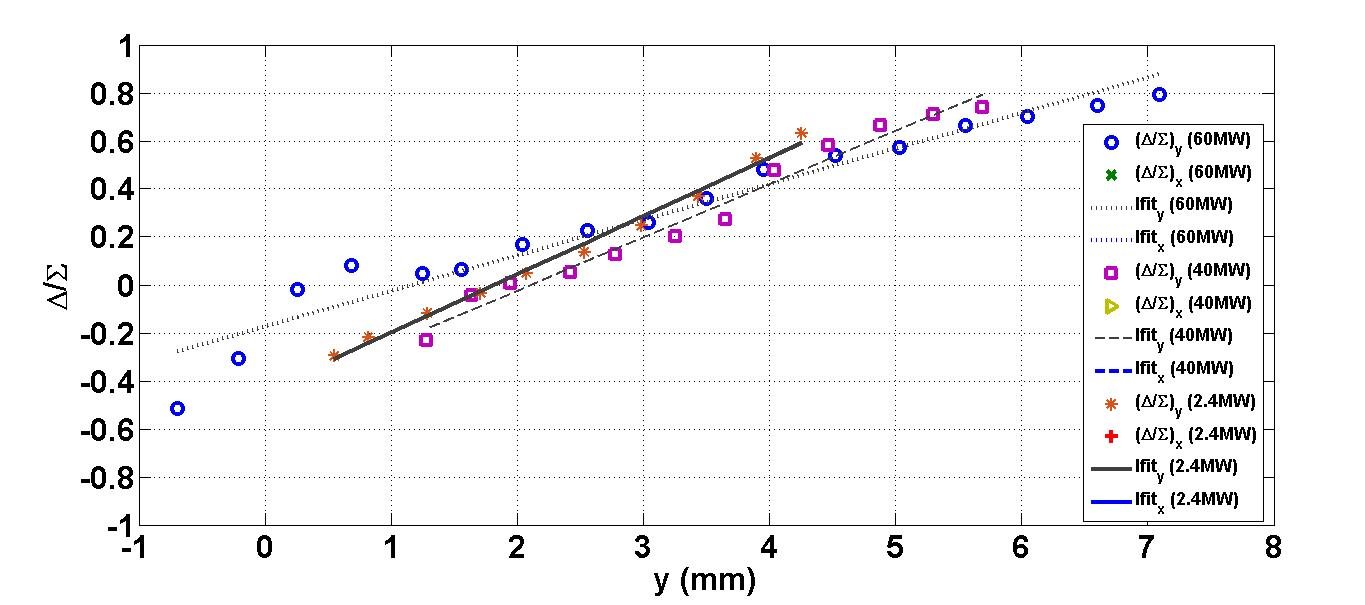 1
0.8
0.6
0.4
0.2
0
-0.2
-0.4
-0.6
-0.8
-1
Δ/Σ
-1 0 1 2 3 4 5 6 7 8
y (mm)
(Δ/Σ)y (60MW)
(Δ/Σ)x (60MW)
lfity (60MW)
lfitx (60MW)
(Δ/Σ)y (40MW)
(Δ/Σ)x (40MW)
lfity (40MW)
lfitx (40MW)
(Δ/Σ)y (2.4MW)
(Δ/Σ)x (2.4MW)
lfity (2.4MW)
lfitx (2.4MW)